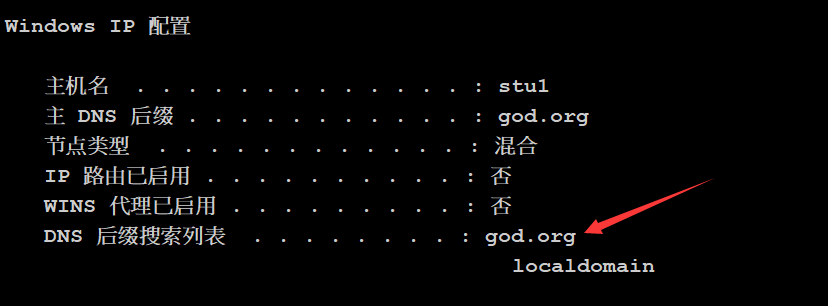 Windows IP 配置
主机名 . . . . . . . . . . . . . : stu1
主 DNS 后缀 . . . . . . . . . . . : god.org
节点类型 . . . . . . . . . . . . : 混合
IP 路由已启用 . . . . . . . . . . : 否
WINS 代理已启用 . . . . . . . . . : 否
DNS 后缀搜索列表 . . . . . . . . : god.org
localdomain